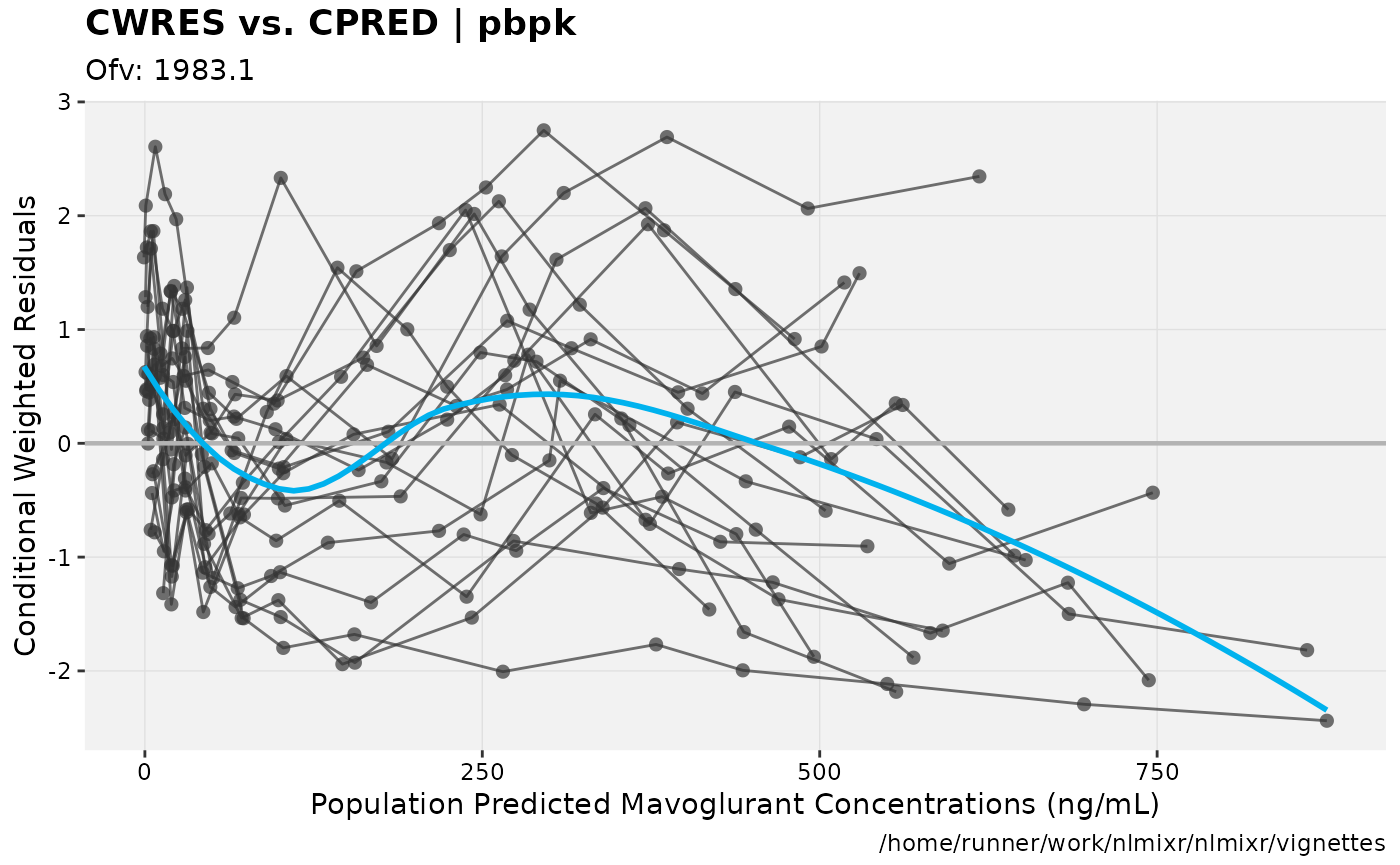 CWRES vs. CPRED | pbpk
Ofv: 1983.1
Conditional Weighted Residuals
3
2
1
0
-1
-2
0 250 500 750
Population Predicted Mavoglurant Concentrations (ng/mL)
/home/runner/work/nlmixr/nlmixr/vignettes